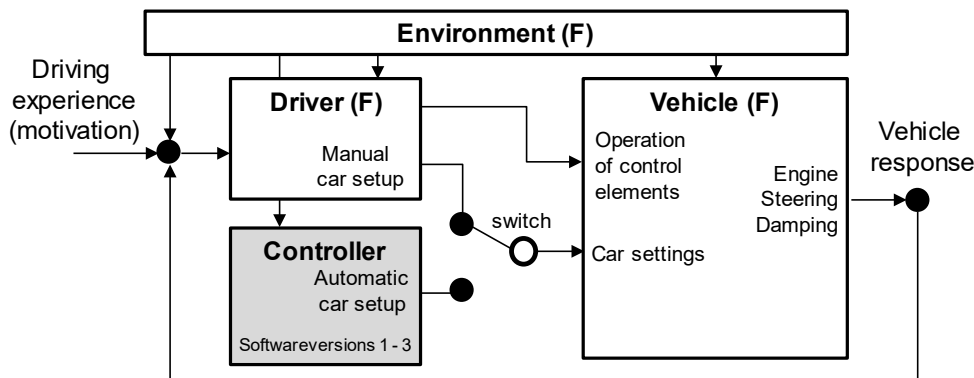 Environment (F)
Driving
experience
(motivation)
Driver (F)
Manual
car setup
Controller
Automatic
car setup
Softwareversions 1 - 3
switch
Vehicle (F)
Operation
of control
elements
Car settings
Engine
Steering
Damping
Vehicle
response